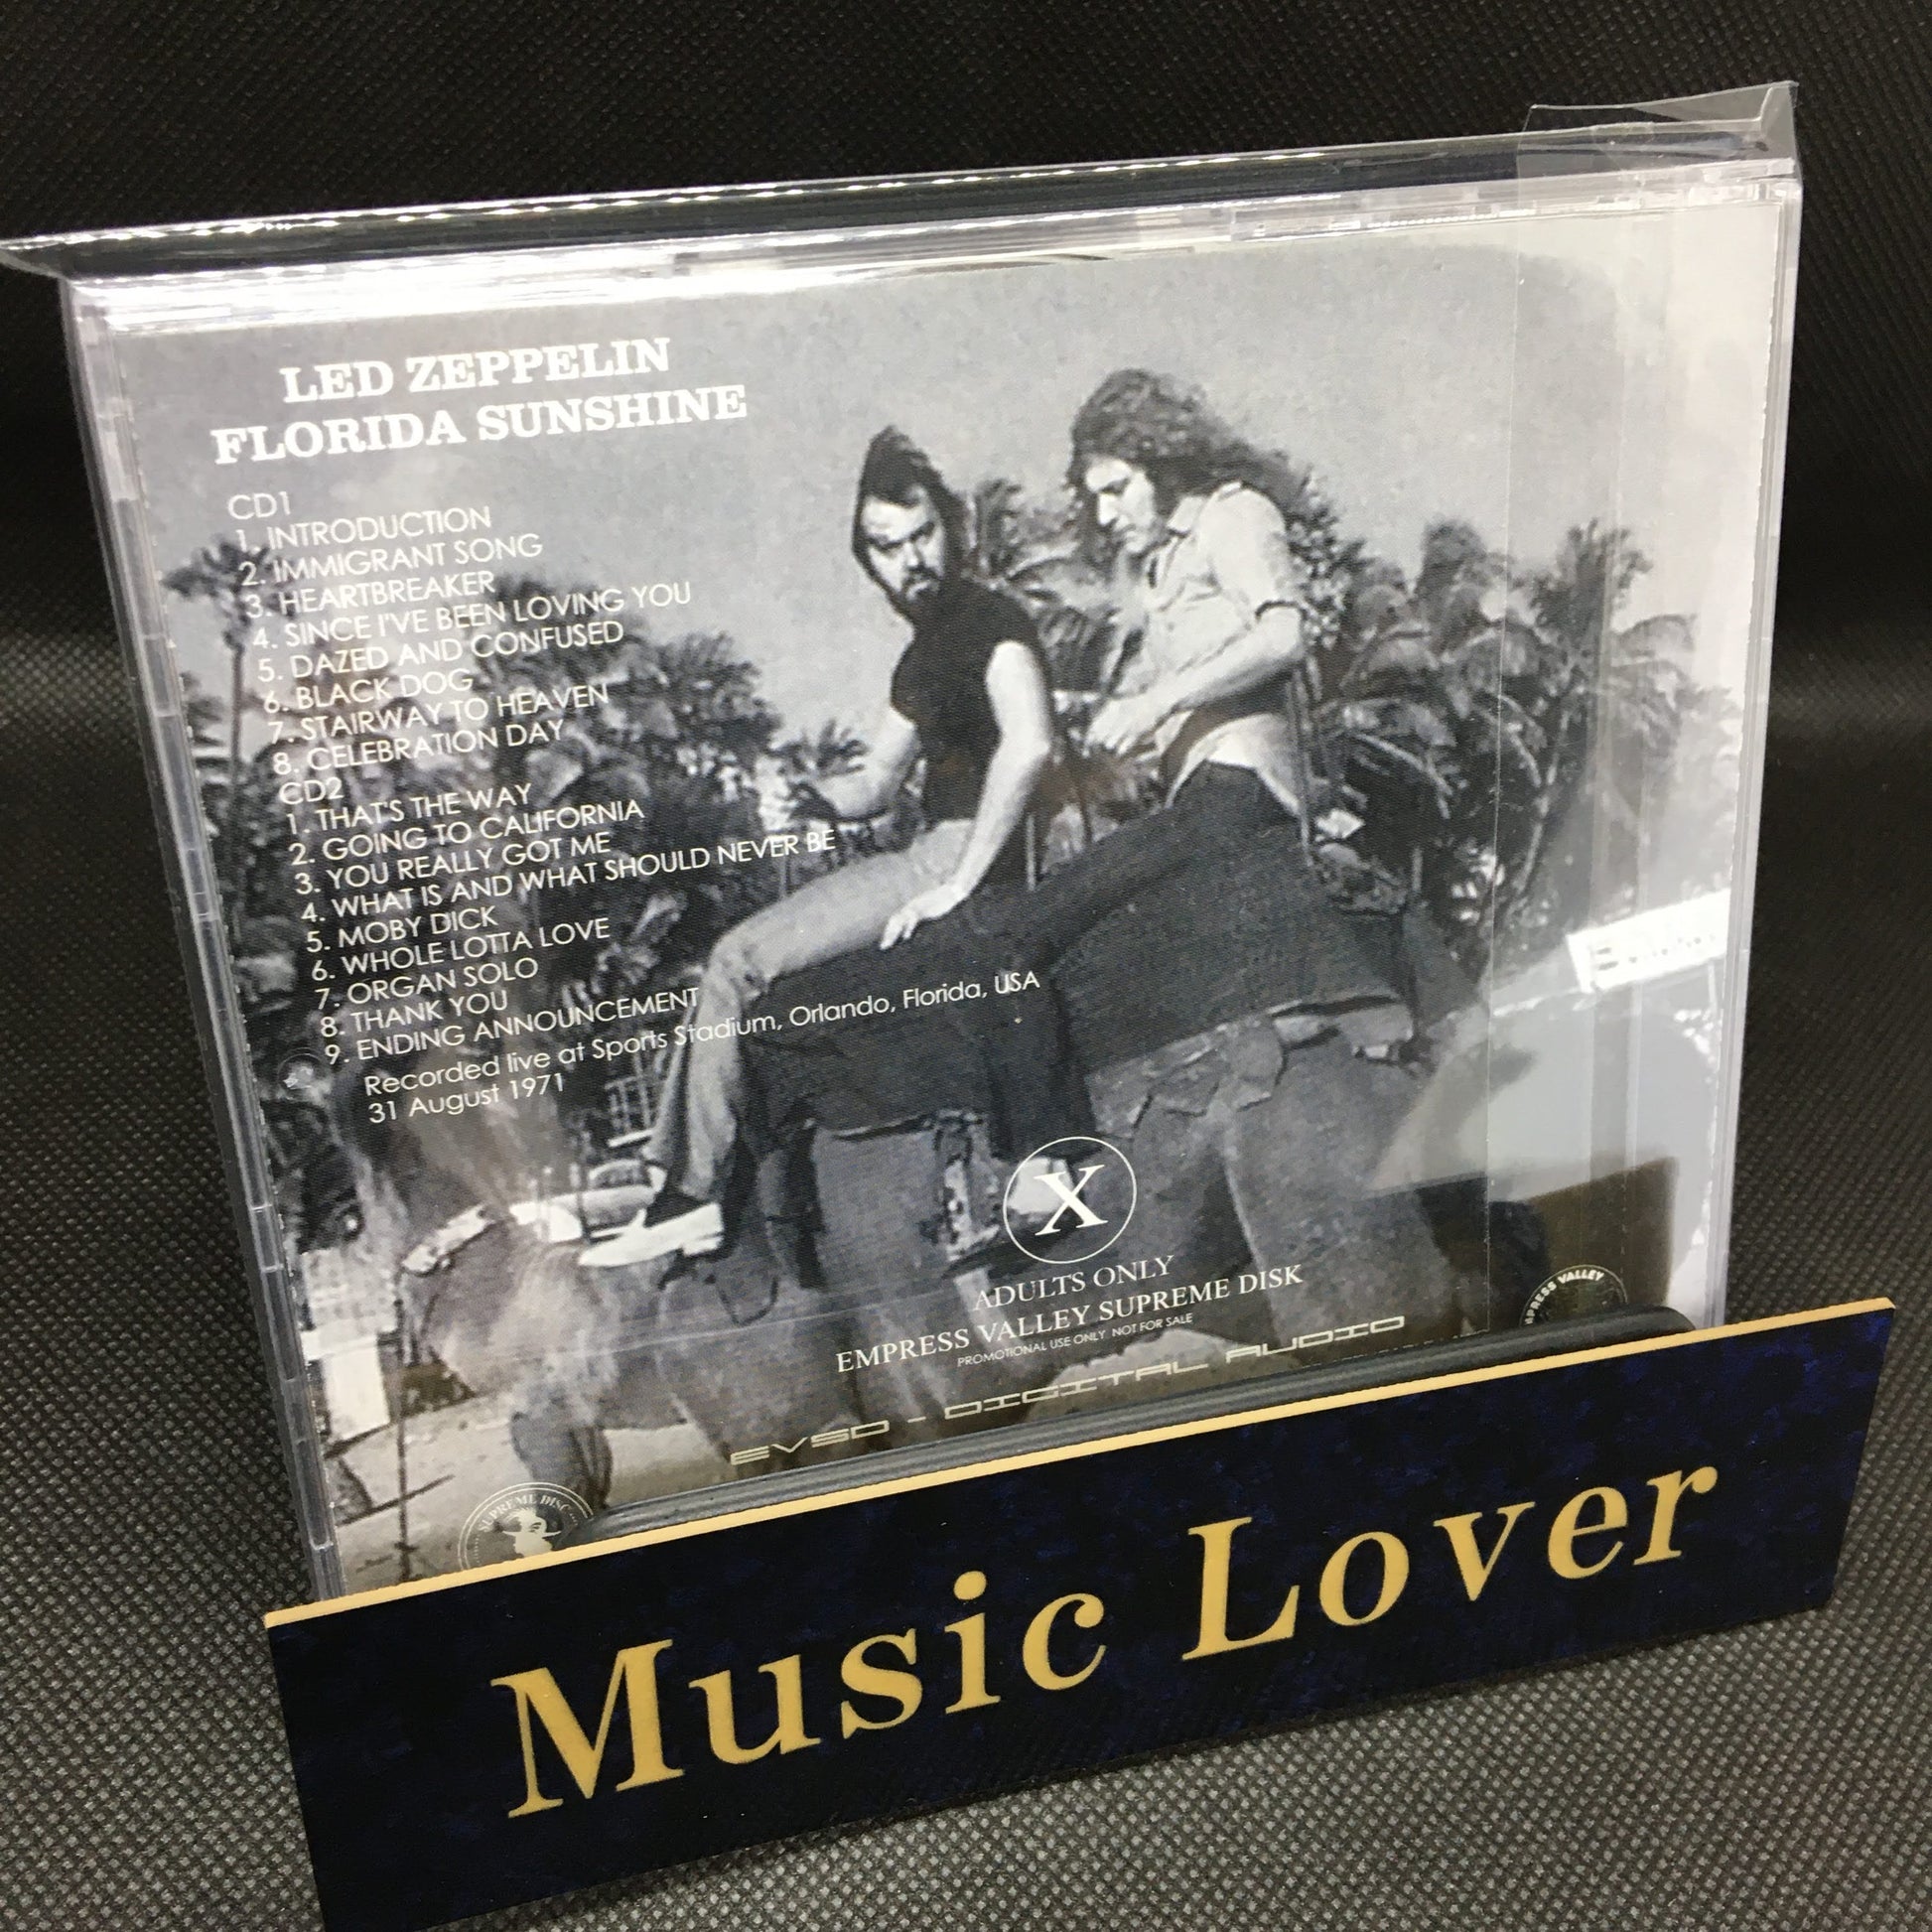 LED ZEPPELIN
FLORIDA SUNSHINE
CD1
1. INTRODUCTION
2. IMMIGRANT SONG
3. HEARTBREAKER
4. SINCE I'VE BEEN LOVING YOU
5. DAZED AND CONFUSED
6. BLACK DOG
7. STAIRWAY TO HEAVEN
8. CELEBRATION DAY
CD2
1. THAT'S THE WAY
2. GOING TO CALIFORNIA
3. YOU REALLY GOT ME
4. WHAT IS AND WHAT SHOULD NEVER BE
5. MOBY DICK
6. WHOLE LOTTA LOVE
7. ORGAN SOLO
8. THANK YOU
9. ENDING ANNOUNCEMENT
Recorded live at Sports Stadium, Orlando, Florida, USA
31 August 1971
X
ADULTS ONLY
EMPRESS VALLEY SUPREME DISK
PROMOTIONAL USE ONLY NOT FOR SALE
EVSD - DIGITAL AUDIO
SUPREME DISC
VALLEY
Music Lover